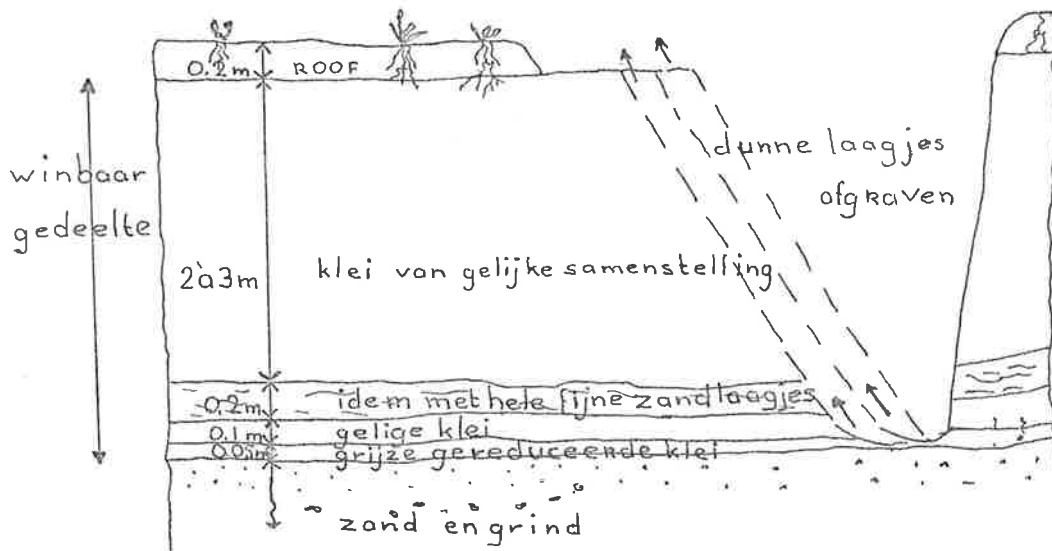 0.2m ROOF
winbaar
gedeelte
dunne laagjes
ofgraven
2à3m
klei van gelijke samenstelling
0.2m idem met hele fijne zandlaagjes
0.1m gelige klei
grijze gereduceerde klei
zand en grind